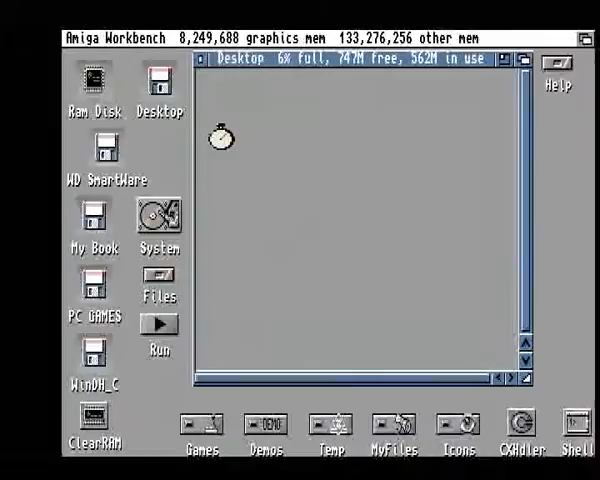 Amiga Workbench 8,249,688 graphics mem 133,276,256 other mem
Desktop 6% full, 747M free, 562M in use
Ram Disk
Desktop
Help
WD SmartWare
My Book
System
Files
PC GAMES
Run
WinDH_C
ClearRAM
DEMO
Games
Demos
Temp
MyFiles
Icons
CXHdler
Shell